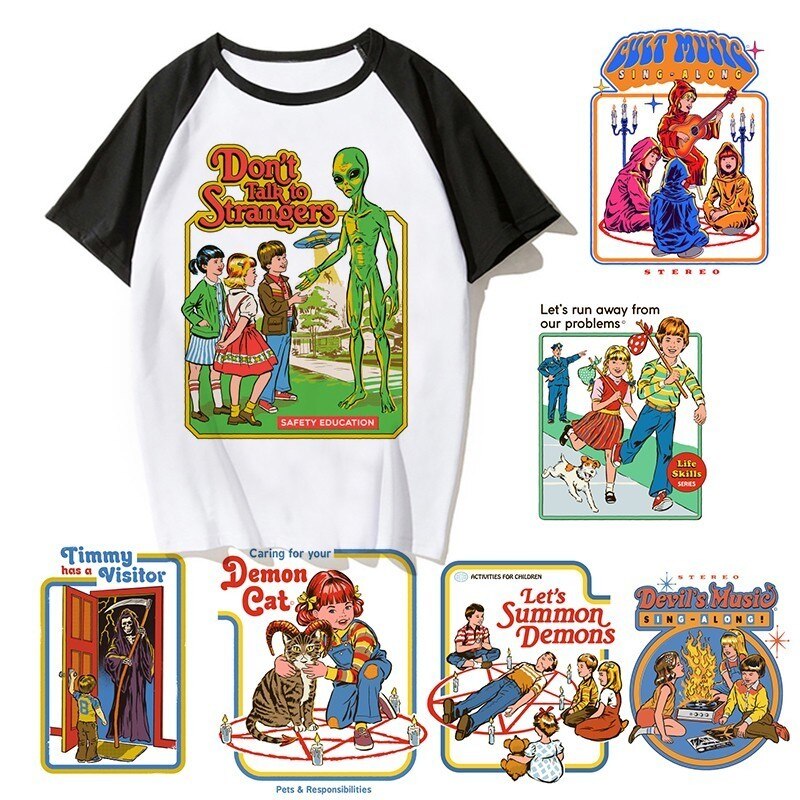 Don't
Talk to
Strangers
SAFETY EDUCATION
CULT MUSIC
SING-ALONG
STEREO
Let's run away from
our problems
Life
Skills
SERIES
Timmy
has a
Visitor
B
Caring for your
Demon
Cat
Pets & Responsibilities
ACTIVITIES FOR CHILDREN
Let's
Summon
Demons
STEREO
Devil's Music
SING-ALONG!